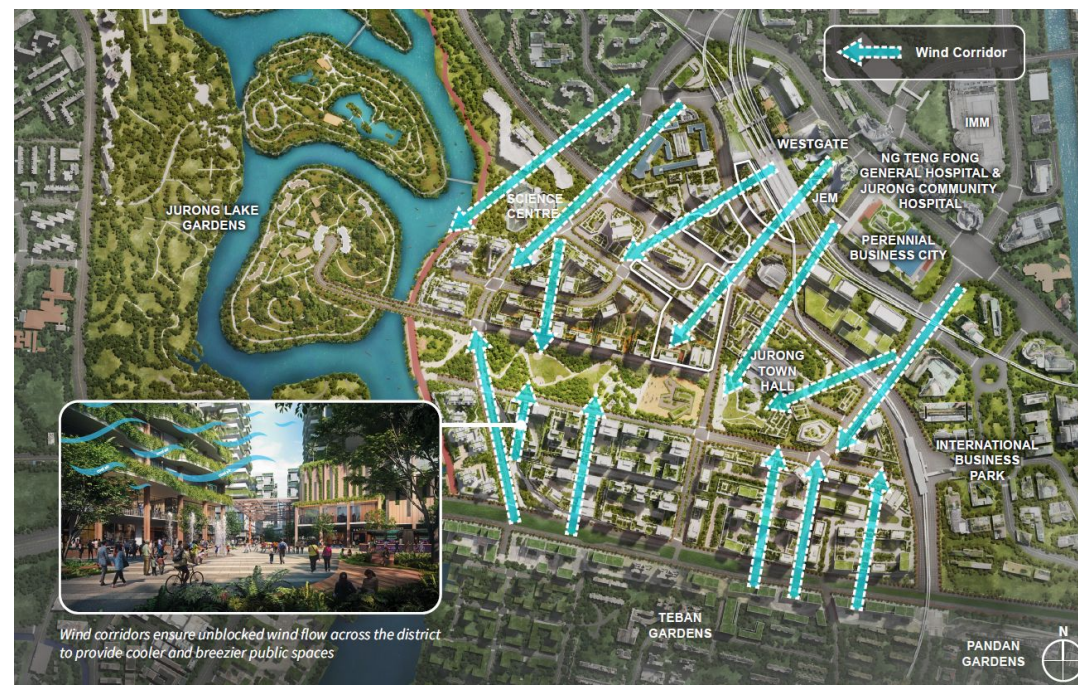 Wind Corridor
IMM
WESTGATE
NG TENG FONG
GENERAL HOSPITAL &
JURONG COMMUNITY
HOSPITAL
JEM
SCIENCE
CENTRE
JURONG LAKE
GARDENS
PERENNIAL
BUSINESS CITY
JURONG
TOWN
HALL
INTERNATIONAL
BUSINESS
PARK
TEBAN
GARDENS
Wind corridors ensure unblocked wind flow across the district
to provide cooler and breezier public spaces
N
PANDAN
GARDENS